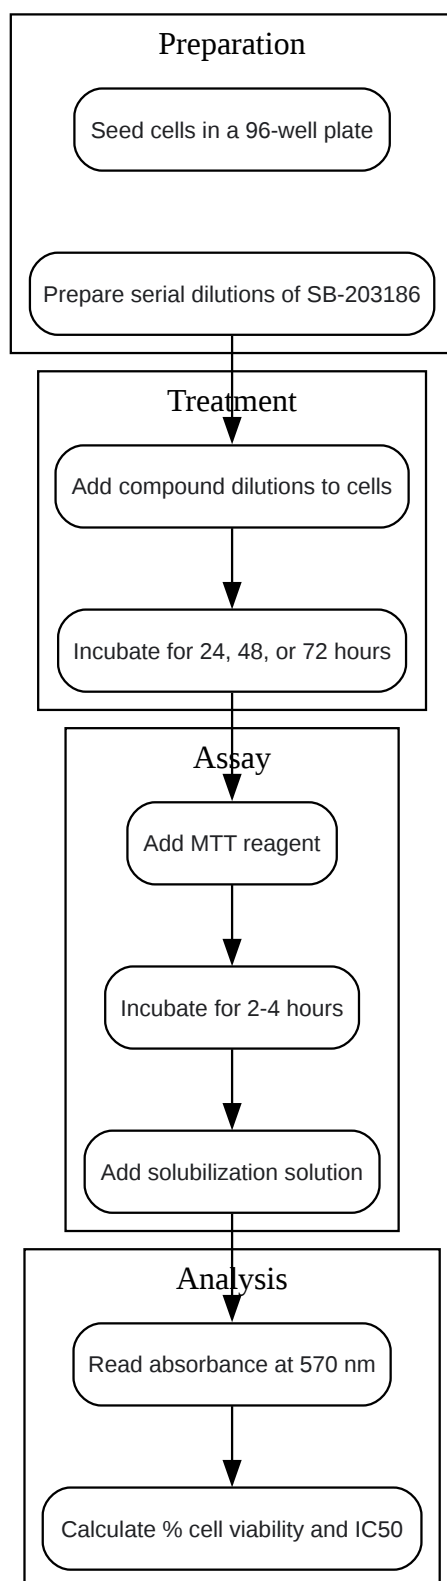 Preparation
Seed cells in a 96-well plate
Prepare serial dilutions of SB-203186
Treatment
Add compound dilutions to cells
Incubate for 24, 48, or 72 hours
Assay
Add MTT reagent
Incubate for 2-4 hours
Add solubilization solution
Analysis
Read absorbance at 570 nm
Calculate % cell viability and IC50